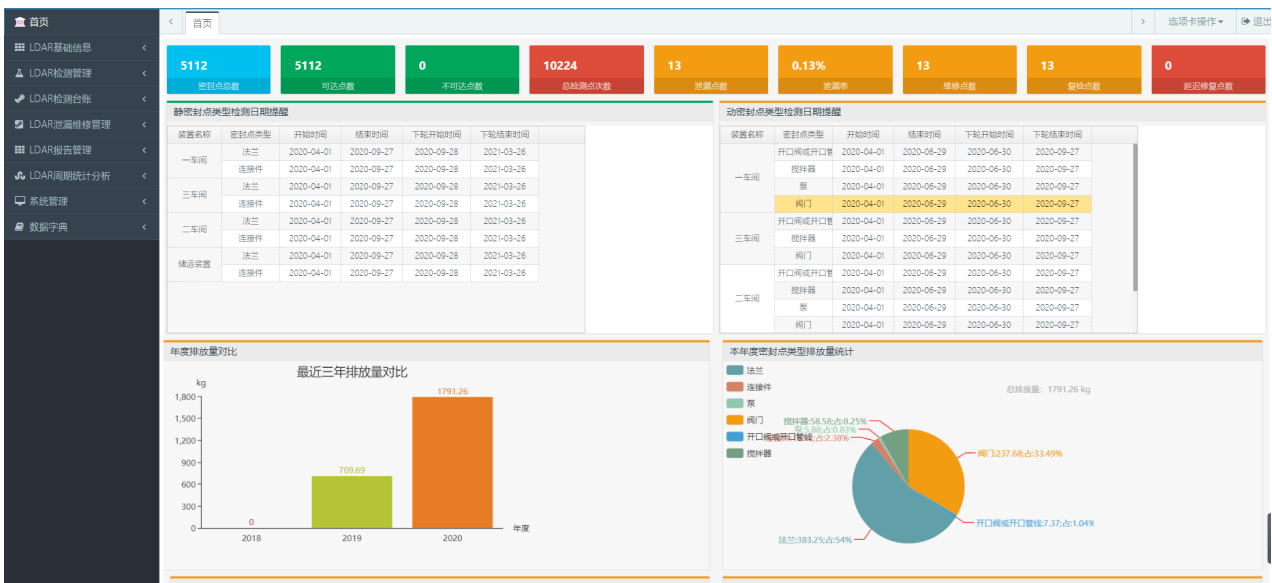 首页
LDAR基础信息
LDAR检测管理
LDAR检测台账
LDAR泄漏维修管理
LDAR报告管理
LDAR周期统计分析
系统管理
数据字典
首页
选项卡操作
退出
5112
密封点总数
5112
可达点数
0
不可达点数
10224
总检测点次数
13
泄漏点数
0.13%
泄漏率
13
维修点数
13
复检点数
0
延迟修复点数
静密封点类型检测日期提醒
装置名称 密封点类型 开始时间 结束时间 下轮开始时间 下轮结束时间
一车间 法兰 2020-04-01 2020-09-27 2020-09-28 2021-03-26
连接件 2020-04-01 2020-09-27 2020-09-28 2021-03-26
三车间 法兰 2020-04-01 2020-09-27 2020-09-28 2021-03-26
连接件 2020-04-01 2020-09-27 2020-09-28 2021-03-26
二车间 法兰 2020-04-01 2020-09-27 2020-09-28 2021-03-26
连接件 2020-04-01 2020-09-27 2020-09-28 2021-03-26
储运装置 法兰 2020-04-01 2020-09-27 2020-09-28 2021-03-26
连接件 2020-04-01 2020-09-27 2020-09-28 2021-03-26
动密封点类型检测日期提醒
装置名称 密封点类型 开始时间 结束时间 下轮开始时间 下轮结束时间
一车间 开口阀或开口管 2020-04-01 2020-06-29 2020-06-30 2020-09-27
搅拌器 2020-04-01 2020-06-29 2020-06-30 2020-09-27
泵 2020-04-01 2020-06-29 2020-06-30 2020-09-27
阀门 2020-04-01 2020-06-29 2020-06-30 2020-09-27
三车间 开口阀或开口管 2020-04-01 2020-06-29 2020-06-30 2020-09-27
搅拌器 2020-04-01 2020-06-29 2020-06-30 2020-09-27
阀门 2020-04-01 2020-06-29 2020-06-30 2020-09-27
二车间 开口阀或开口管 2020-04-01 2020-06-29 2020-06-30 2020-09-27
搅拌器 2020-04-01 2020-06-29 2020-06-30 2020-09-27
泵 2020-04-01 2020-06-29 2020-06-30 2020-09-27
阀门 2020-04-01 2020-06-29 2020-06-30 2020-09-27
年度排放量对比
最近三年排放量对比
kg
1,800
1,500
1,200
900
600
300
0
0
709.69
1791.26
2018
2019
2020
年度
本年度密封点类型排放量统计
法兰
连接件
泵
阀门
开口阀或开口管线
搅拌器
总排放量: 1791.26 kg
搅拌器:58.58;占:8.25%
泵:5.88;占:0.83%
占:2.38%
阀门:237.68;占:33.49%
开口阀或开口管线:7.37;占:1.04%
法兰:383.25;占:54%